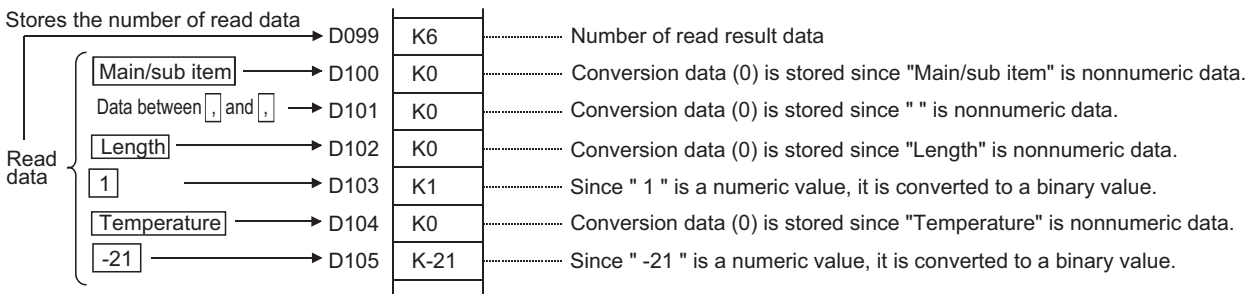 Stores the number of read data
D099 K6 Number of read result data
Main/sub item D100 K0 Conversion data (0) is stored since "Main/sub item" is nonnumeric data.
Data between , and , D101 K0 Conversion data (0) is stored since " " is nonnumeric data.
Length D102 K0 Conversion data (0) is stored since "Length" is nonnumeric data.
Read data
1 D103 K1 Since " 1 " is a numeric value, it is converted to a binary value.
Temperature D104 K0 Conversion data (0) is stored since "Temperature" is nonnumeric data.
-21 D105 K-21 Since " -21 " is a numeric value, it is converted to a binary value.